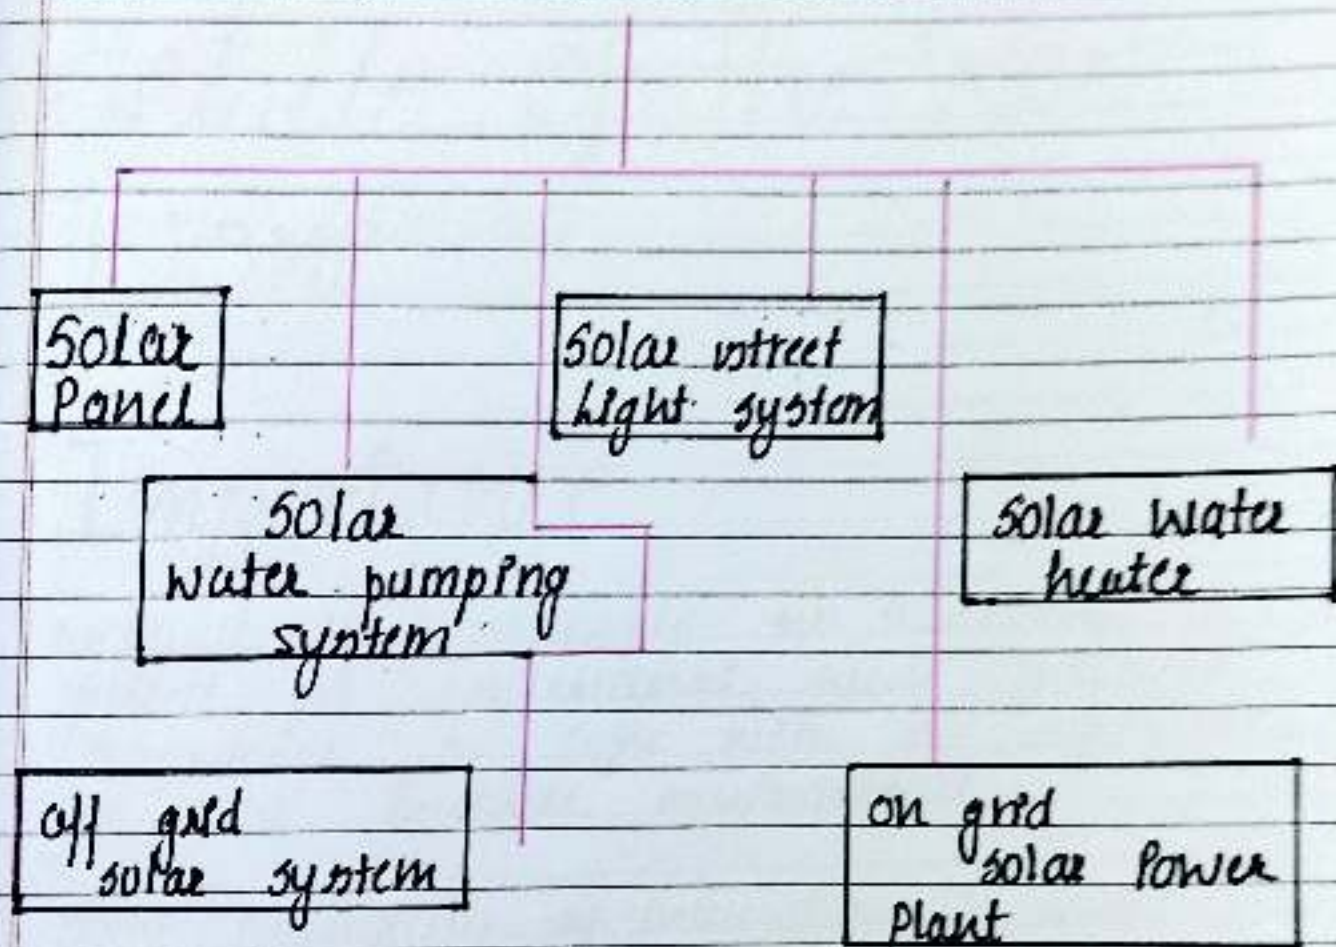 Solar
Panel
Solar street
Light system
Solar
water pumping
system
Solar Water
heater
off grid
solar system
on grid
solar Power
Plant